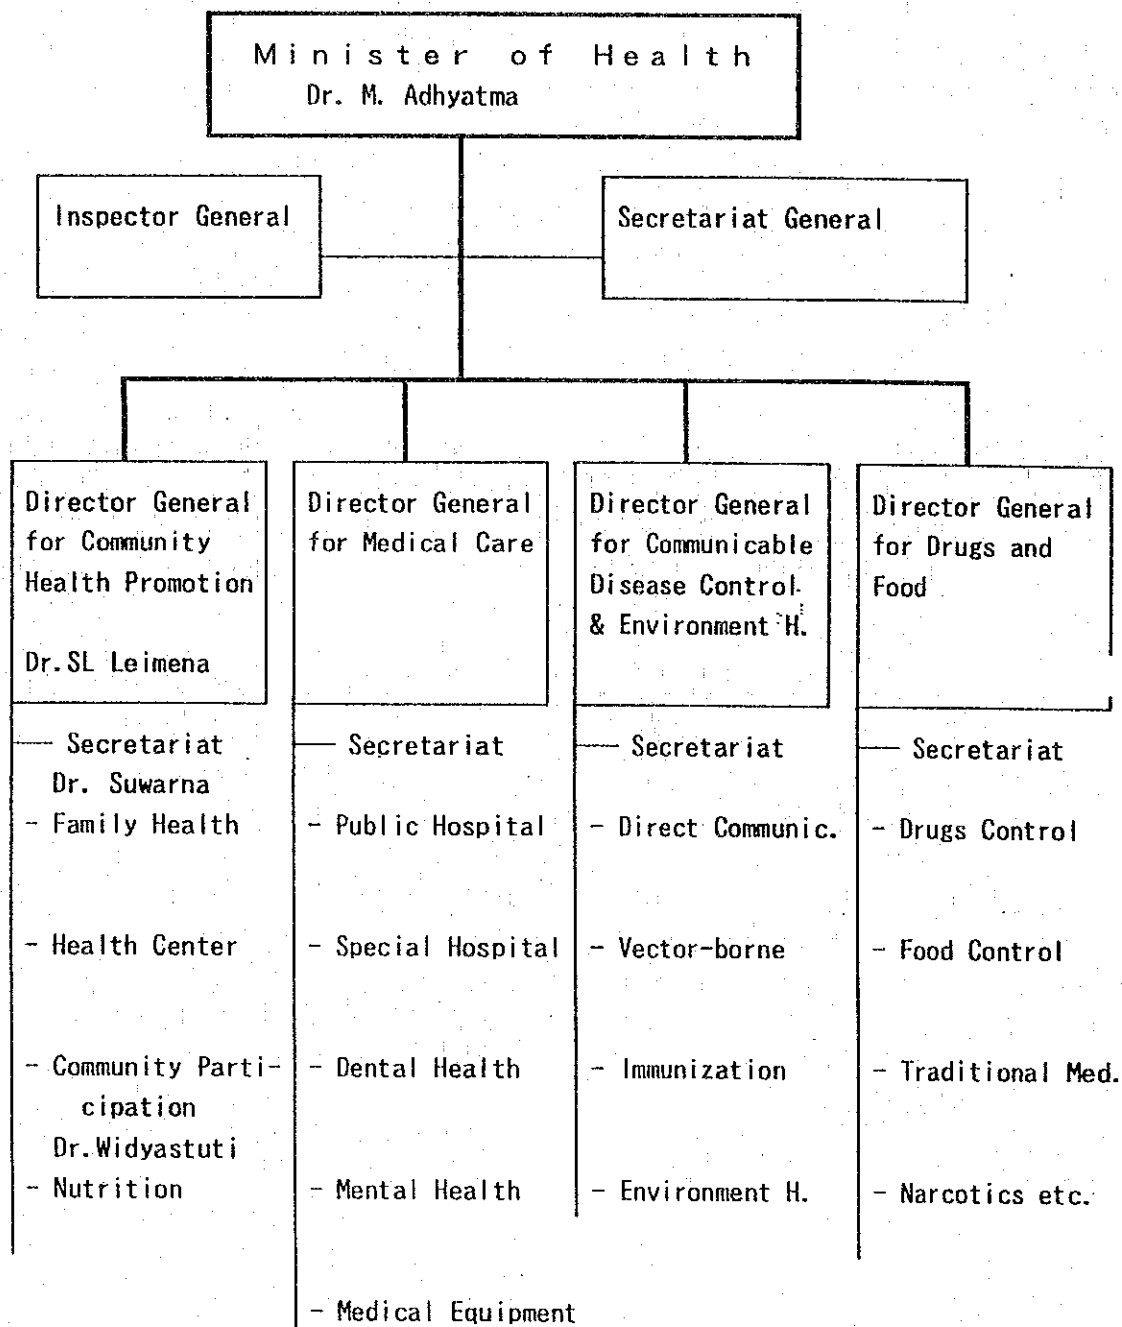 Minister of Health
Dr. M. Adhyatma
Inspector General
Secretariat General
Director General
for Community
Health Promotion
Dr.SL Leimena
— Secretariat
Dr. Suwarna
- Family Health
- Health Center
- Community Parti-
cipation
Dr.Widyastuti
- Nutrition
Director General
for Medical Care
— Secretariat
- Public Hospital
- Special Hospital
- Dental Health
- Mental Health
- Medical Equipment
Director General
for Communicable
Disease Control
& Environment H.
— Secretariat
- Direct Communic.
- Vector-borne
- Immunization
- Environment H.
Director General
for Drugs and
Food
— Secretariat
- Drugs Control
- Food Control
- Traditional Med.
- Narcotics etc.